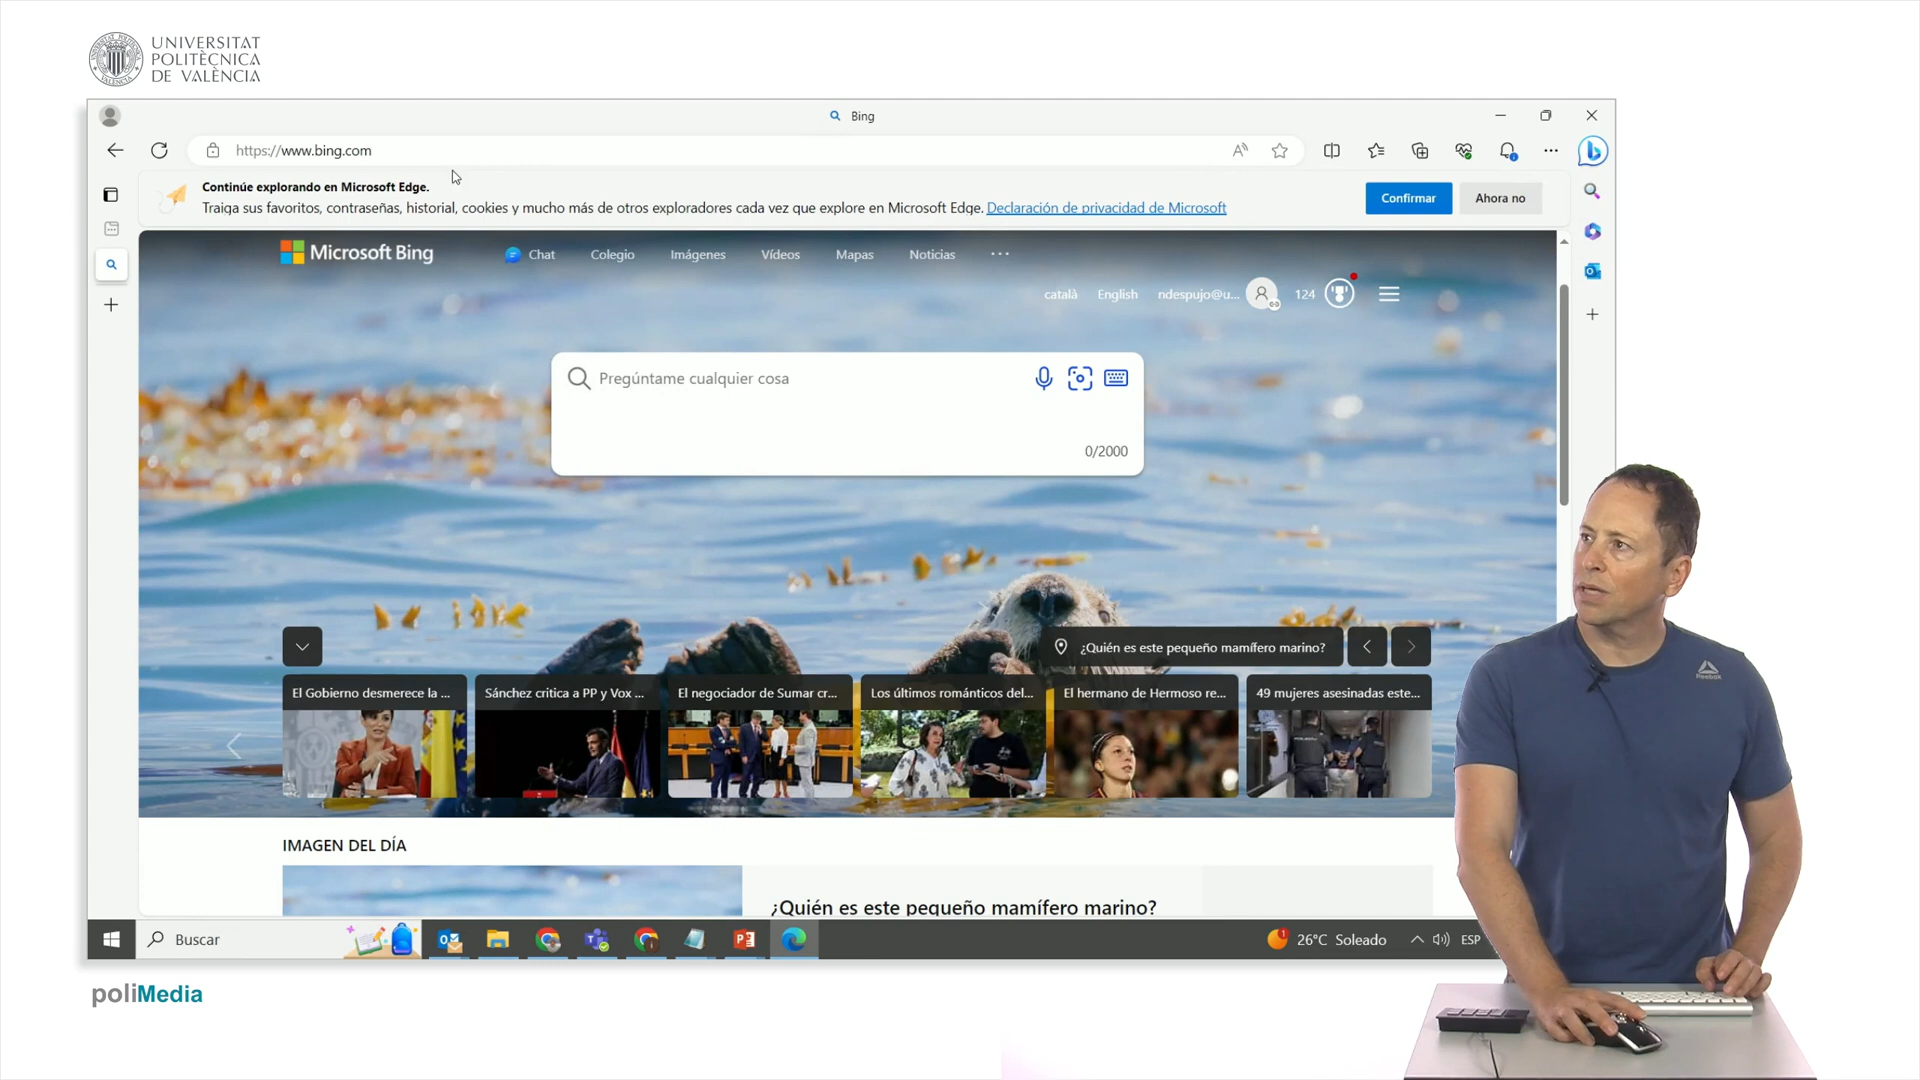 UNIVERSITAT
POLITÈCNICA
DE VALÈNCIA
Bing
https://www.bing.com
Continúe explorando en Microsoft Edge.
Traiga sus favoritos, contraseñas, historial, cookies y mucho más de otros exploradores cada vez que explore en Microsoft Edge. Declaración de privacidad de Microsoft
Confirmar
Ahora no
Microsoft Bing
Chat
Colegio
Imágenes
Vídeos
Mapas
Noticias
català
English
ndespujo@u...
124
Pregúntame cualquier cosa
0/2000
¿Quién es este pequeño mamífero marino?
El Gobierno desmerece la ...
Sánchez critica a PP y Vox ...
El negociador de Sumar cr...
Los últimos románticos del...
El hermano de Hermoso re...
49 mujeres asesinadas este...
IMAGEN DEL DÍA
¿Quién es este pequeño mamífero marino?
Buscar
26°C Soleado
ESP
poliMedia
Reebok